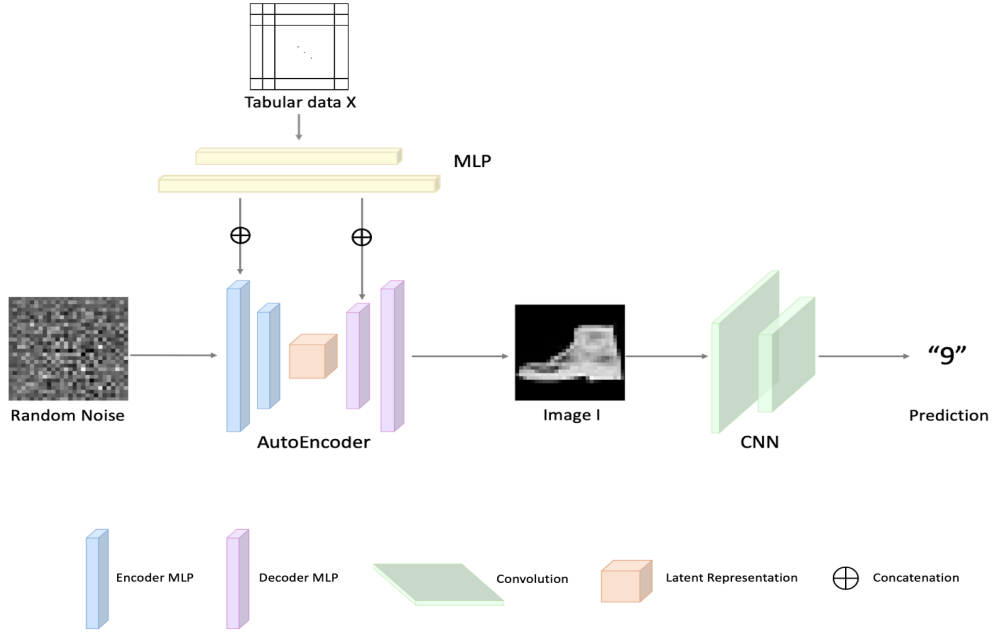 Tabular data X
MLP
Random Noise
AutoEncoder
Image I
CNN
“9”
Prediction
Encoder MLP
Decoder MLP
Convolution
Latent Representation
Concatenation